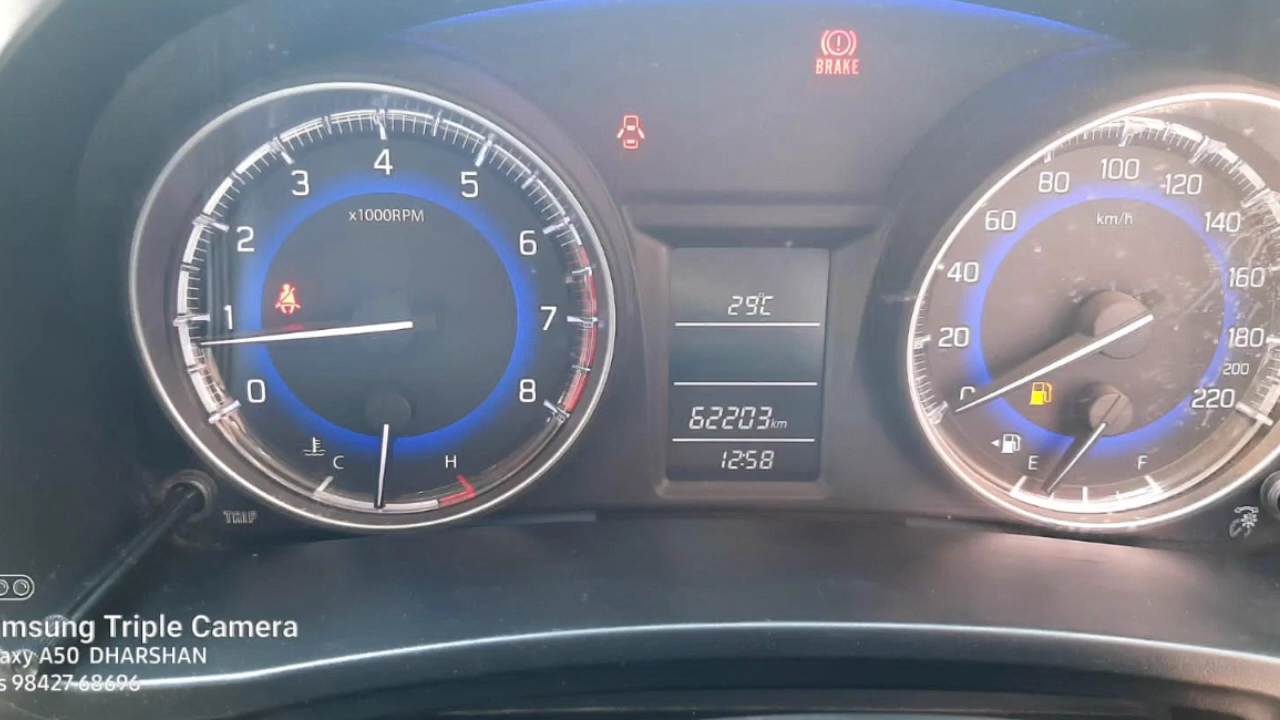 BRAKE
4
3
5
x1000RPM
2
6
1
7
0
8
C
H
TRIP
29°C
62203km
12:58
100
80
120
60
km/h
140
40
160
20
180
200
220
E
F
msung Triple Camera
axy A50 DHARSHAN
s 98427 68696